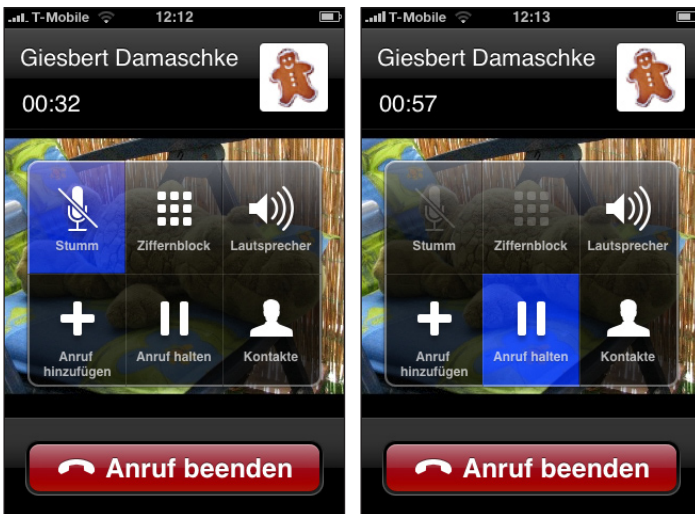 T-Mobile 12:12
Giesbert Damaschke
00:32
Stumm Ziffernblock Lautsprecher
Anruf hinzufügen Anruf halten Kontakte
Anruf beenden
T-Mobile 12:13
Giesbert Damaschke
00:57
Stumm Ziffernblock Lautsprecher
Anruf hinzufügen Anruf halten Kontakte
Anruf beenden